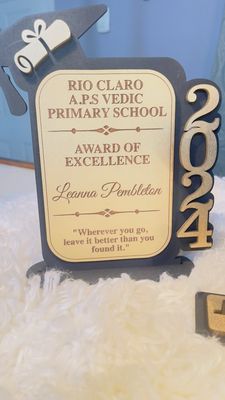 RIO CLARO
A.P.S VEDIC
PRIMARY SCHOOL
AWARD OF
EXCELLENCE
Leanna Pembleton
"Wherever you go,
leave it better than you
found it."
2024